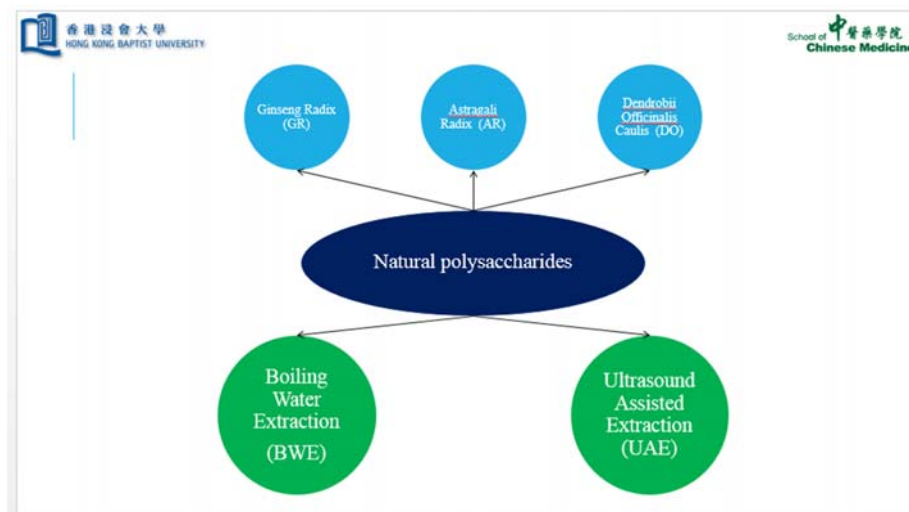 香港浸會大學
HONG KONG BAPTIST UNIVERSITY
School of 中醫藥學院
Chinese Medicine
Ginseng Radix
(GR)
Astragali
Radix (AR)
Dendrobii
Officinalis
Caulis (DO)
Natural polysaccharides
Boiling
Water
Extraction
(BWE)
Ultrasound
Assisted
Extraction
(UAE)